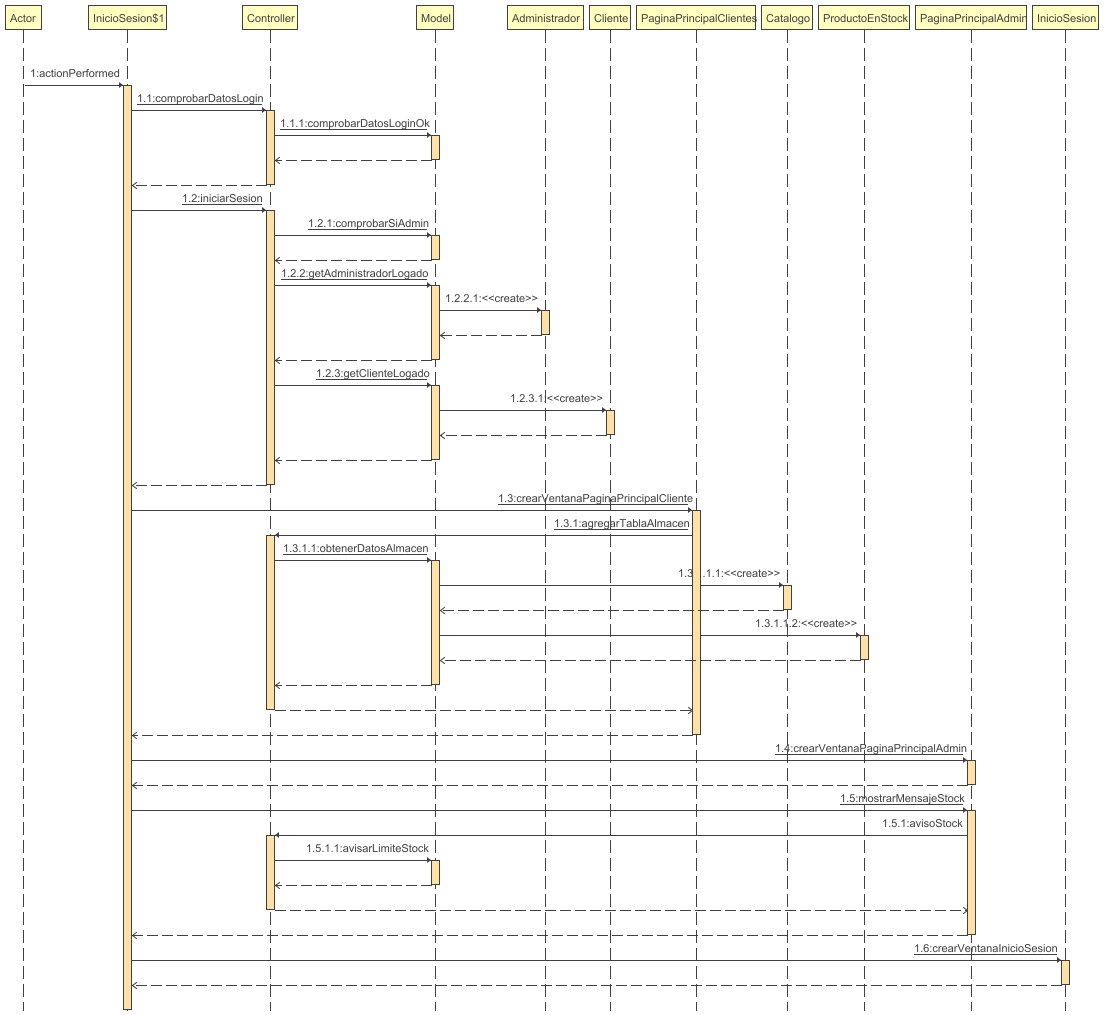 Actor
InicioSesion$1
Controller
Model
Administrador
Cliente
PaginaPrincipalClientes
Catalogo
ProductoEnStock
PaginaPrincipalAdmin
InicioSesion
1:actionPerformed
1.1:comprobarDatosLogin
1.1.1:comprobarDatosLoginOk
1.2:iniciarSesion
1.2.1:comprobarSiAdmin
1.2.2:getAdministradorLogado
1.2.2.1:<<create>>
1.2.3:getClienteLogado
1.2.3.1:<<create>>
1.3:crearVentanaPaginaPrincipalCliente
1.3.1:agregarTablaAlmacen
1.3.1.1:obtenerDatosAlmacen
1.3.1.1.1:<<create>>
1.3.1.1.2:<<create>>
1.4:crearVentanaPaginaPrincipalAdmin
1.5:mostrarMensajeStock
1.5.1:avisoStock
1.5.1.1:avisarLimiteStock
1.6:crearVentanaInicioSesion